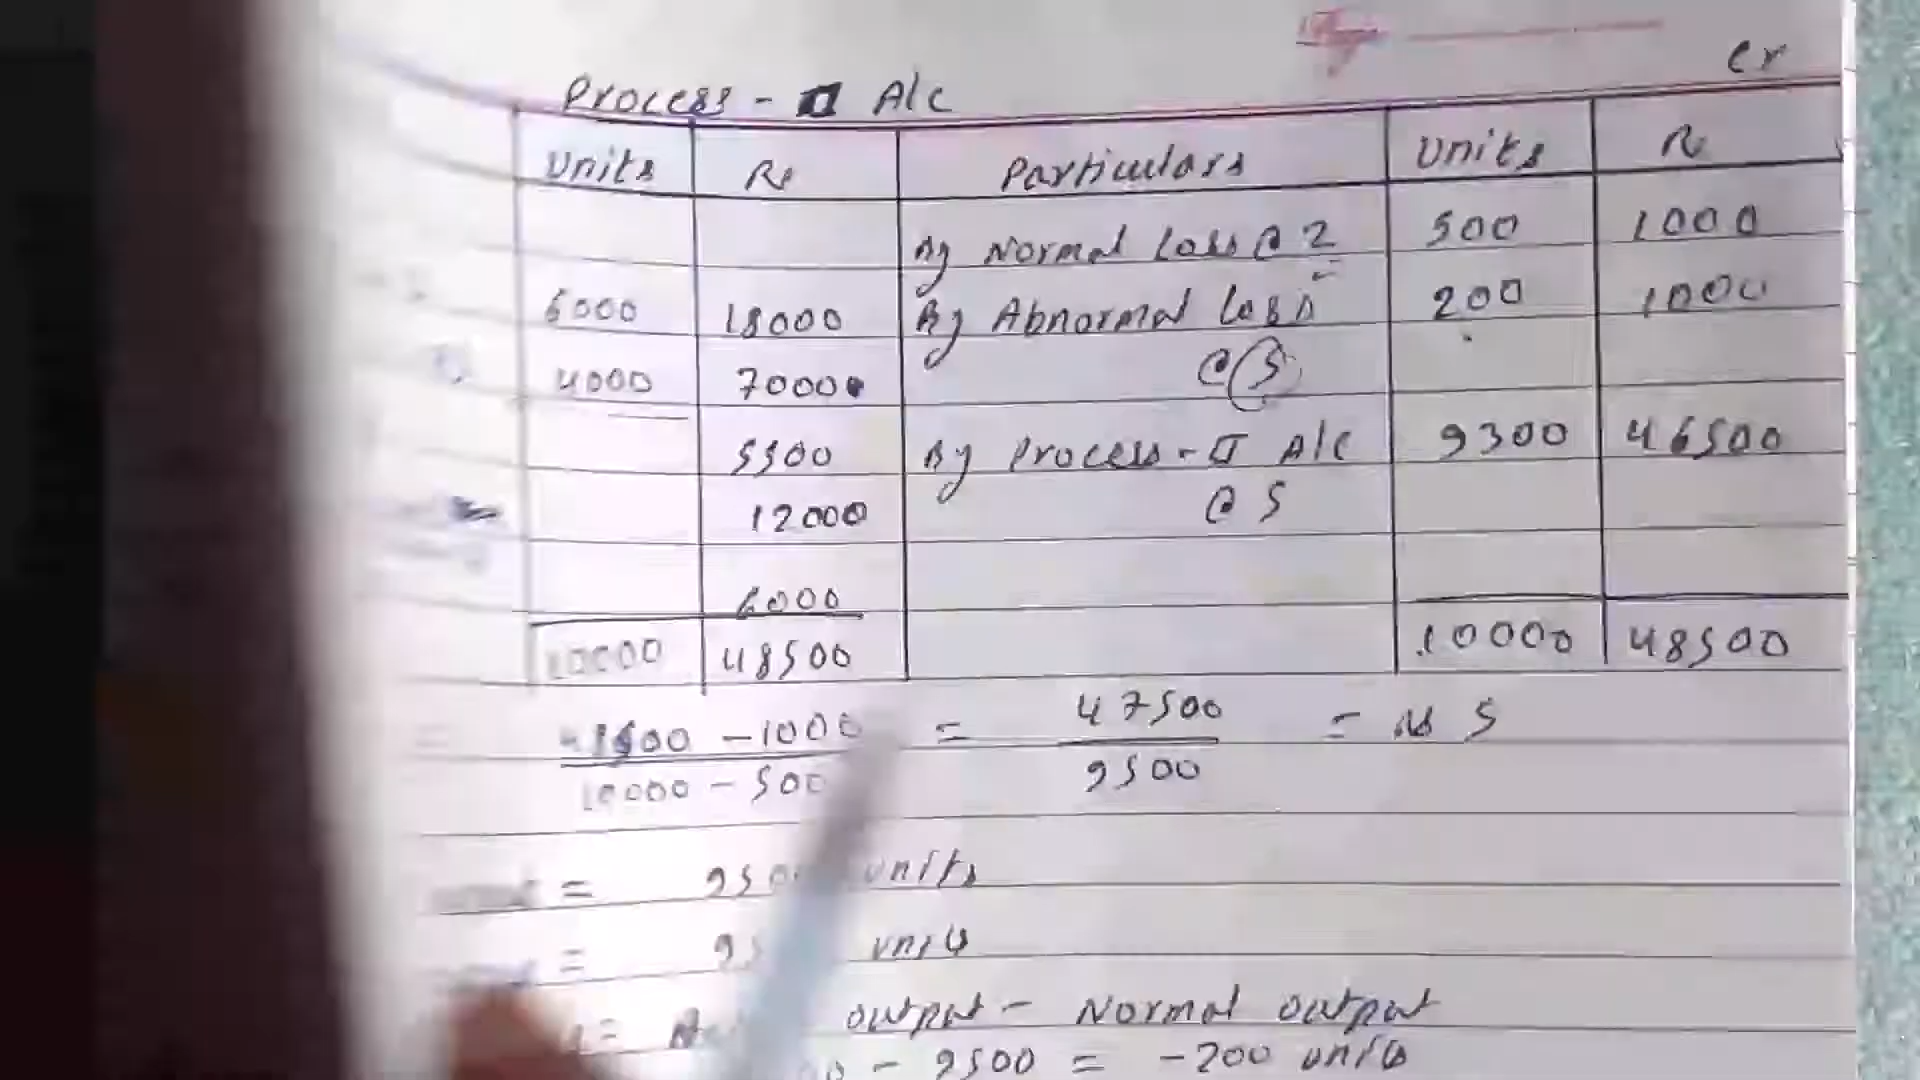 Cr
Process - I A/c
Units Rs Particulars Units Rs
By Normal Loss @ 2 500 1000
6000 18000 By Abnormal Loss 200 1000
4000 7000 @ 5
5500 By Process - II A/c 9300 46500
12000 @ 5
6000
10000 48500 10000 48500
= 48500 - 1000 = 47500 = Rs 5
10000 - 500 9500
= units
= units
= output - Normal output
- 9500 = -200 units